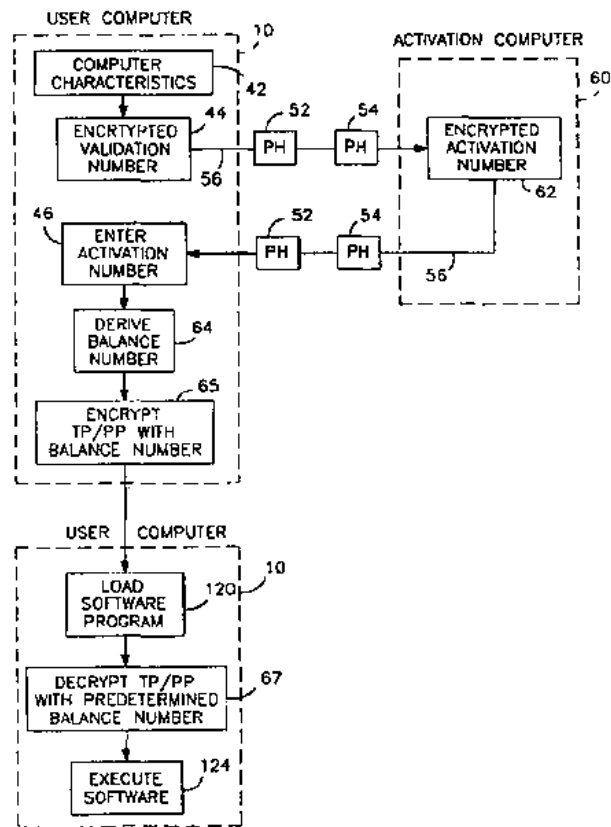 USER COMPUTER
10
ACTIVATION COMPUTER
COMPUTER
CHARACTERISTICS
42
60
44
52
54
ENCRTYPTED
VALIDATION
NUMBER
56
PH
PH
ENCRYPTED
ACTIVATION
NUMBER
62
46
52
54
ENTER
ACTIVATION
NUMBER
PH
PH
56
DERIVE
BALANCE
NUMBER
64
65
ENCRYPT
TP/PP WITH
BALANCE NUMBER
USER COMPUTER
10
LOAD
SOFTWARE
PROGRAM
120
DECRYPT TP/PP
WITH PREDETERMINED
BALANCE NUMBER
67
EXECUTE
SOFTWARE
124